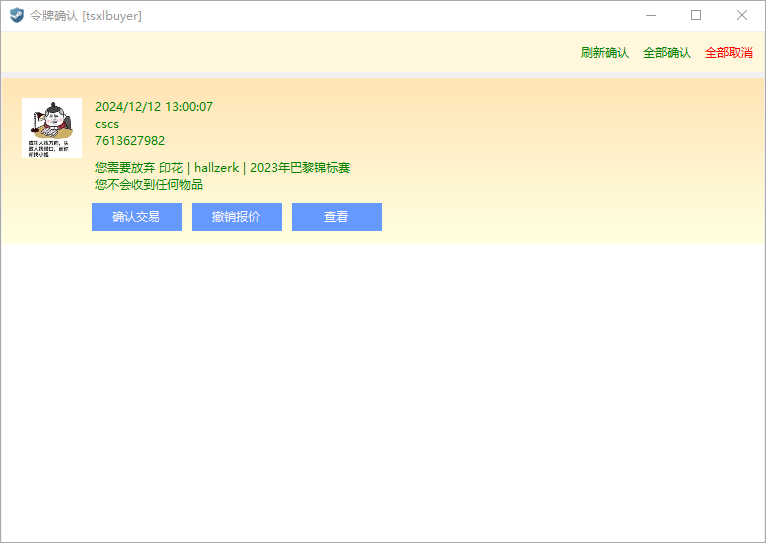 令牌确认 [tsxlbuyer]
刷新确认 全部确认 全部取消
2024/12/12 13:00:07
cscs
7613627982
您需要放弃 印花 | hallzerk | 2023年巴黎锦标赛
您不会收到任何物品
确认交易 撤销报价 查看